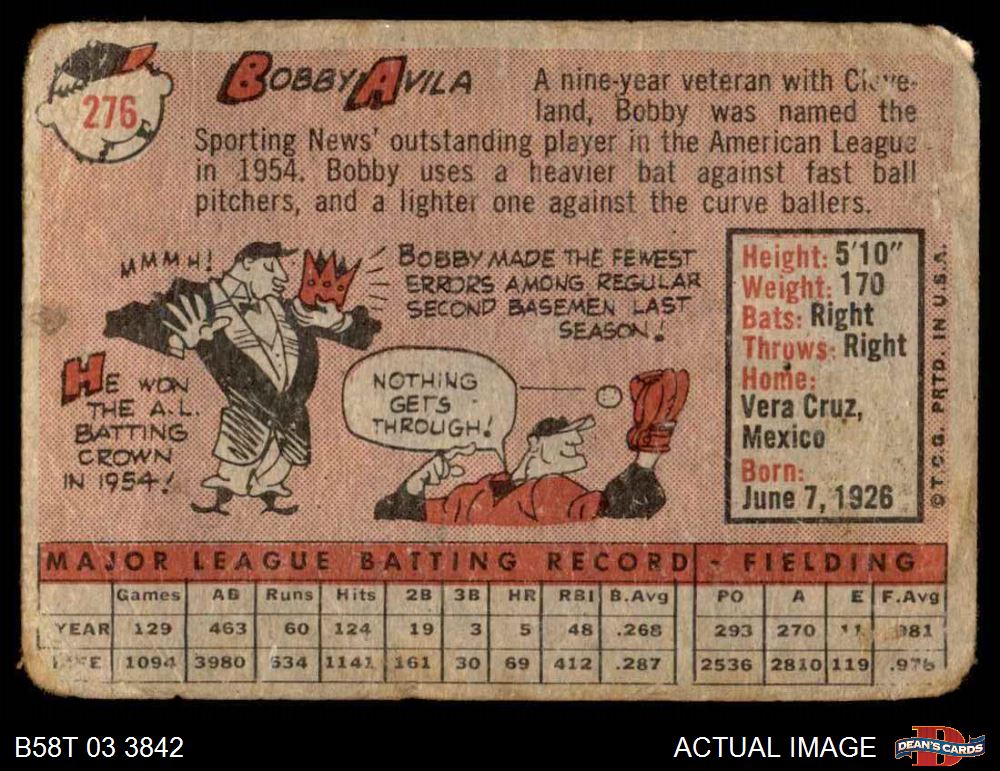 276
BOBBY AVILA
A nine-year veteran with Cleve-
land, Bobby was named the
Sporting News' outstanding player in the American League
in 1954. Bobby uses a heavier bat against fast ball
pitchers, and a lighter one against the curve ballers.
MMMH!
BOBBY MADE THE FEWEST
ERRORS AMONG REGULAR
SECOND BASEMEN LAST
SEASON!
HE WON
THE A.L.
BATTING
CROWN
IN 1954!
NOTHING
GETS
THROUGH!
Height: 5'10"
Weight: 170
Bats: Right
Throws: Right
Home:
Vera Cruz,
Mexico
Born:
June 7, 1926
© T.C.G. PRTD. IN U.S.A.
MAJOR LEAGUE BATTING RECORD - FIELDING
Games AB Runs Hits 2B 3B HR RBI B.Avg PO A E F.Avg
YEAR 129 463 60 124 19 3 5 48 .268 293 270 981
LIFE 1094 3980 634 1141 161 30 69 412 .287 2536 2810 119 .976
B58T 03 3842
ACTUAL IMAGE
D
DEAN'S CARDS